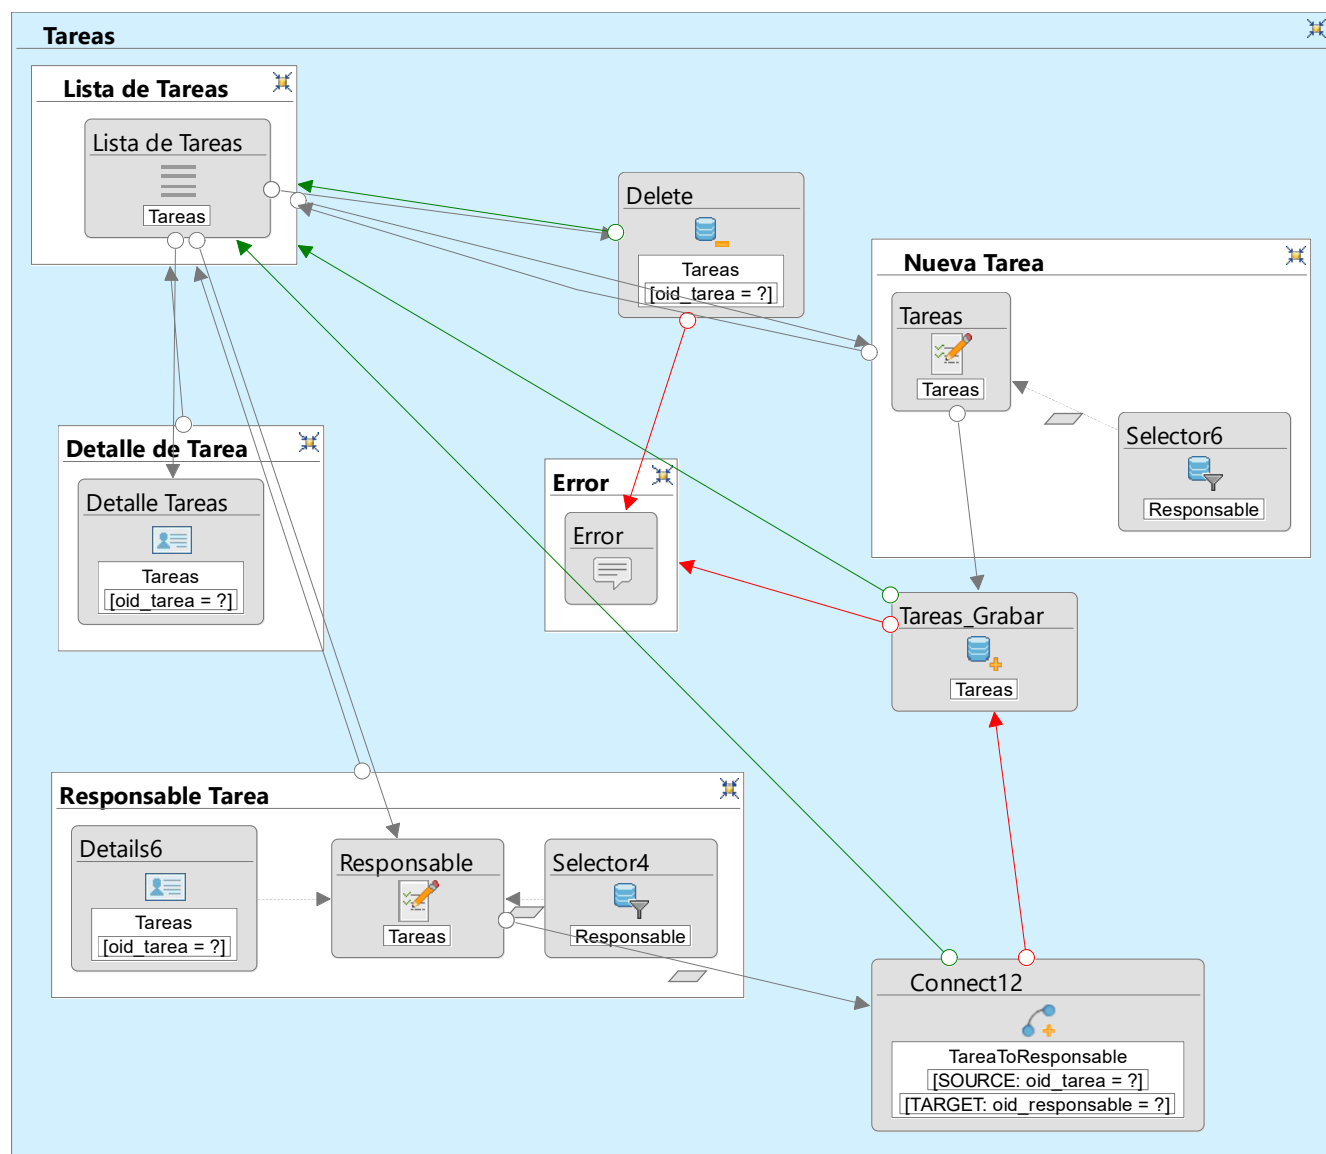 Tareas
Lista de Tareas
Lista de Tareas
Tareas
Delete
Tareas
[oid_tarea = ?]
Nueva Tarea
Tareas
Tareas
Selector6
Responsable
Detalle de Tarea
Detalle Tareas
Tareas
[oid_tarea = ?]
Error
Error
Tareas_Grabar
Tareas
Responsable Tarea
Details6
Tareas
[oid_tarea = ?]
Responsable
Tareas
Selector4
Responsable
Connect12
TareaToResponsable
[SOURCE: oid_tarea = ?]
[TARGET: oid_responsable = ?]